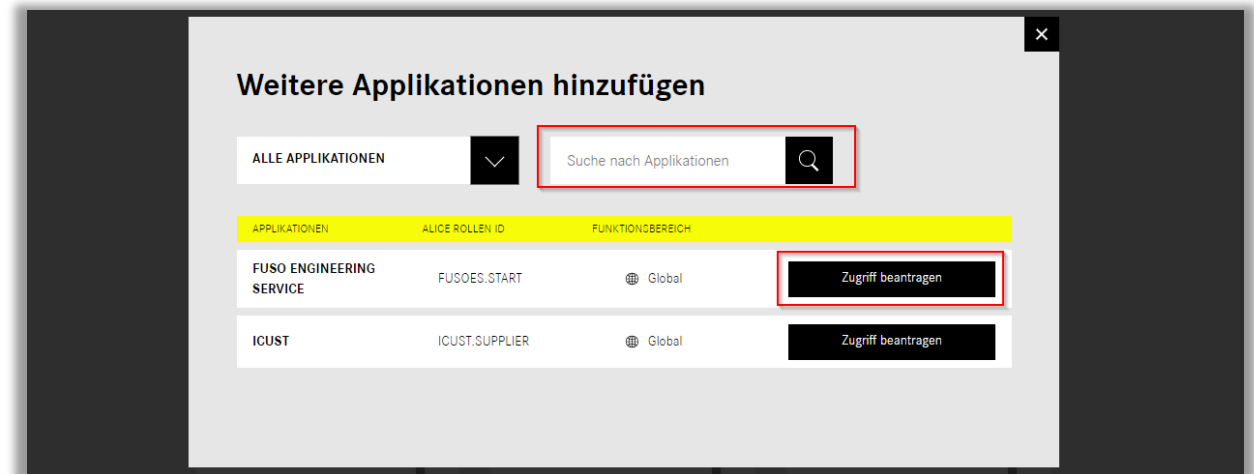 Weitere Applikationen hinzufügen
ALLE APPLIKATIONEN
Suche nach Applikationen
APPLIKATIONEN ALICE ROLLEN ID FUNKTIONSBEREICH
FUSO ENGINEERING
SERVICE
FUSOES.START Global Zugriff beantragen
ICUST ICUST.SUPPLIER Global Zugriff beantragen